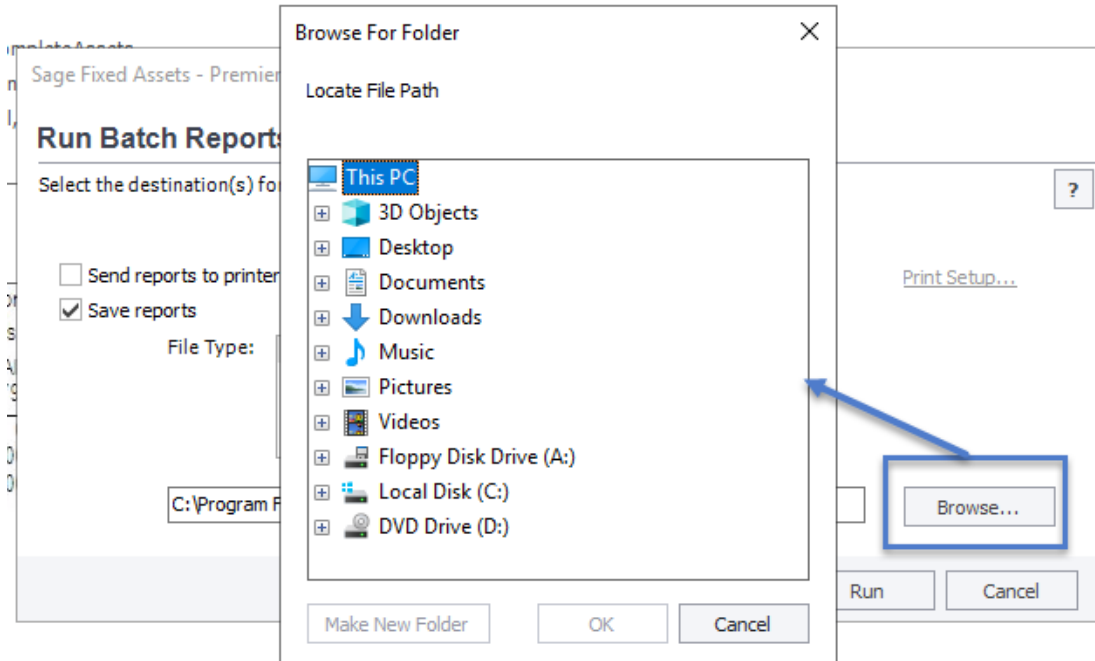 Browse For Folder
Locate File Path
Sage Fixed Assets - Premier
Run Batch Reports
Select the destination(s) fo
?
Send reports to printer
Print Setup...
Save reports
File Type:
This PC
3D Objects
Desktop
Documents
Downloads
Music
Pictures
Videos
Floppy Disk Drive (A:)
Local Disk (C:)
DVD Drive (D:)
C:\Program F
Browse...
Run
Cancel
Make New Folder
OK
Cancel